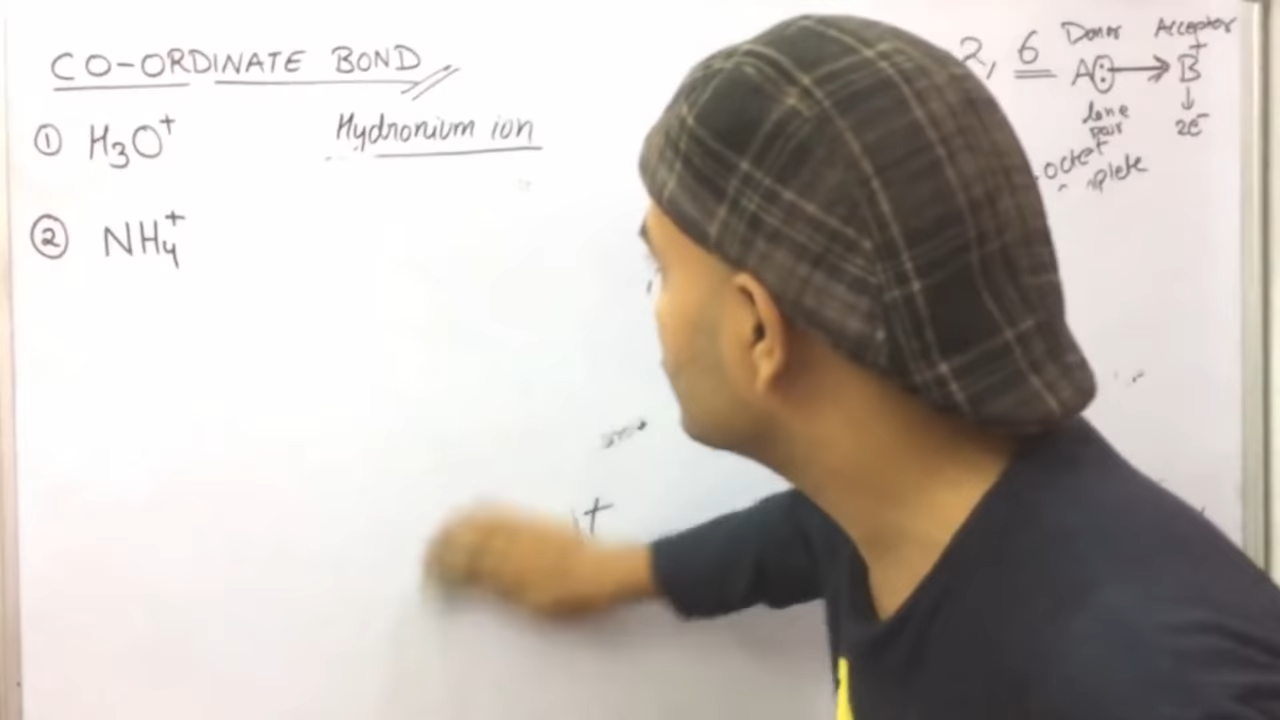 CO-ORDINATE BOND
① H₃O⁺
Hydronium ion
② NH₄⁺
2, 6
Donor Acceptor
A: → B⁺
lone pair
↓
2e⁻
octet
+